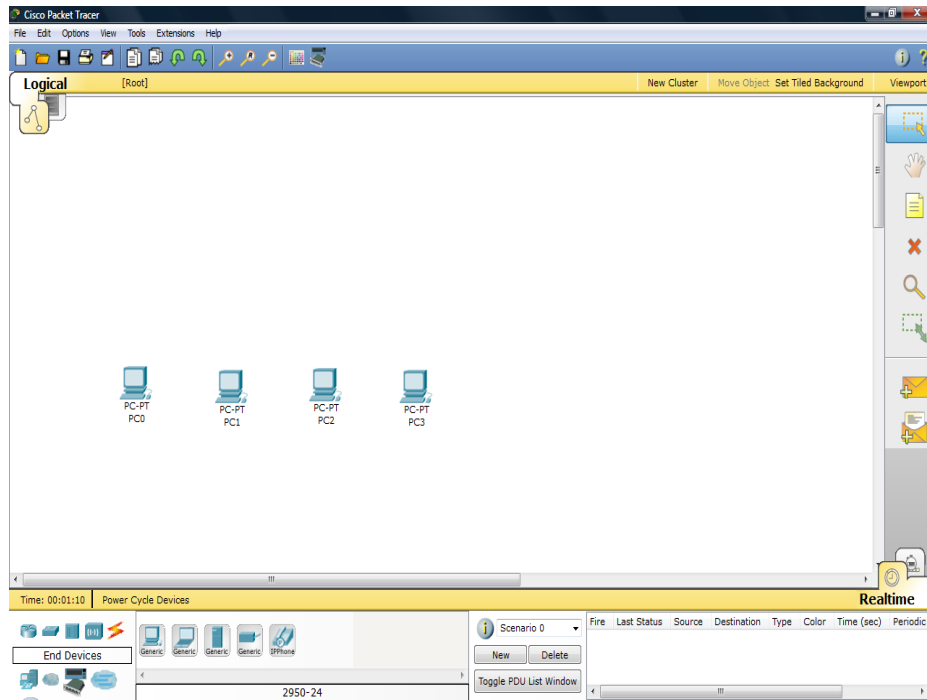 Cisco Packet Tracer
File Edit Options View Tools Extensions Help
Logical [Root] New Cluster Move Object Set Tiled Background Viewport
PC-PT
PC0
PC-PT
PC1
PC-PT
PC2
PC-PT
PC3
Time: 00:01:10 Power Cycle Devices Realtime
End Devices
Generic Generic Generic Generic IPPhone
2950-24
Scenario 0
New Delete
Toggle PDU List Window
Fire Last Status Source Destination Type Color Time (sec) Periodic